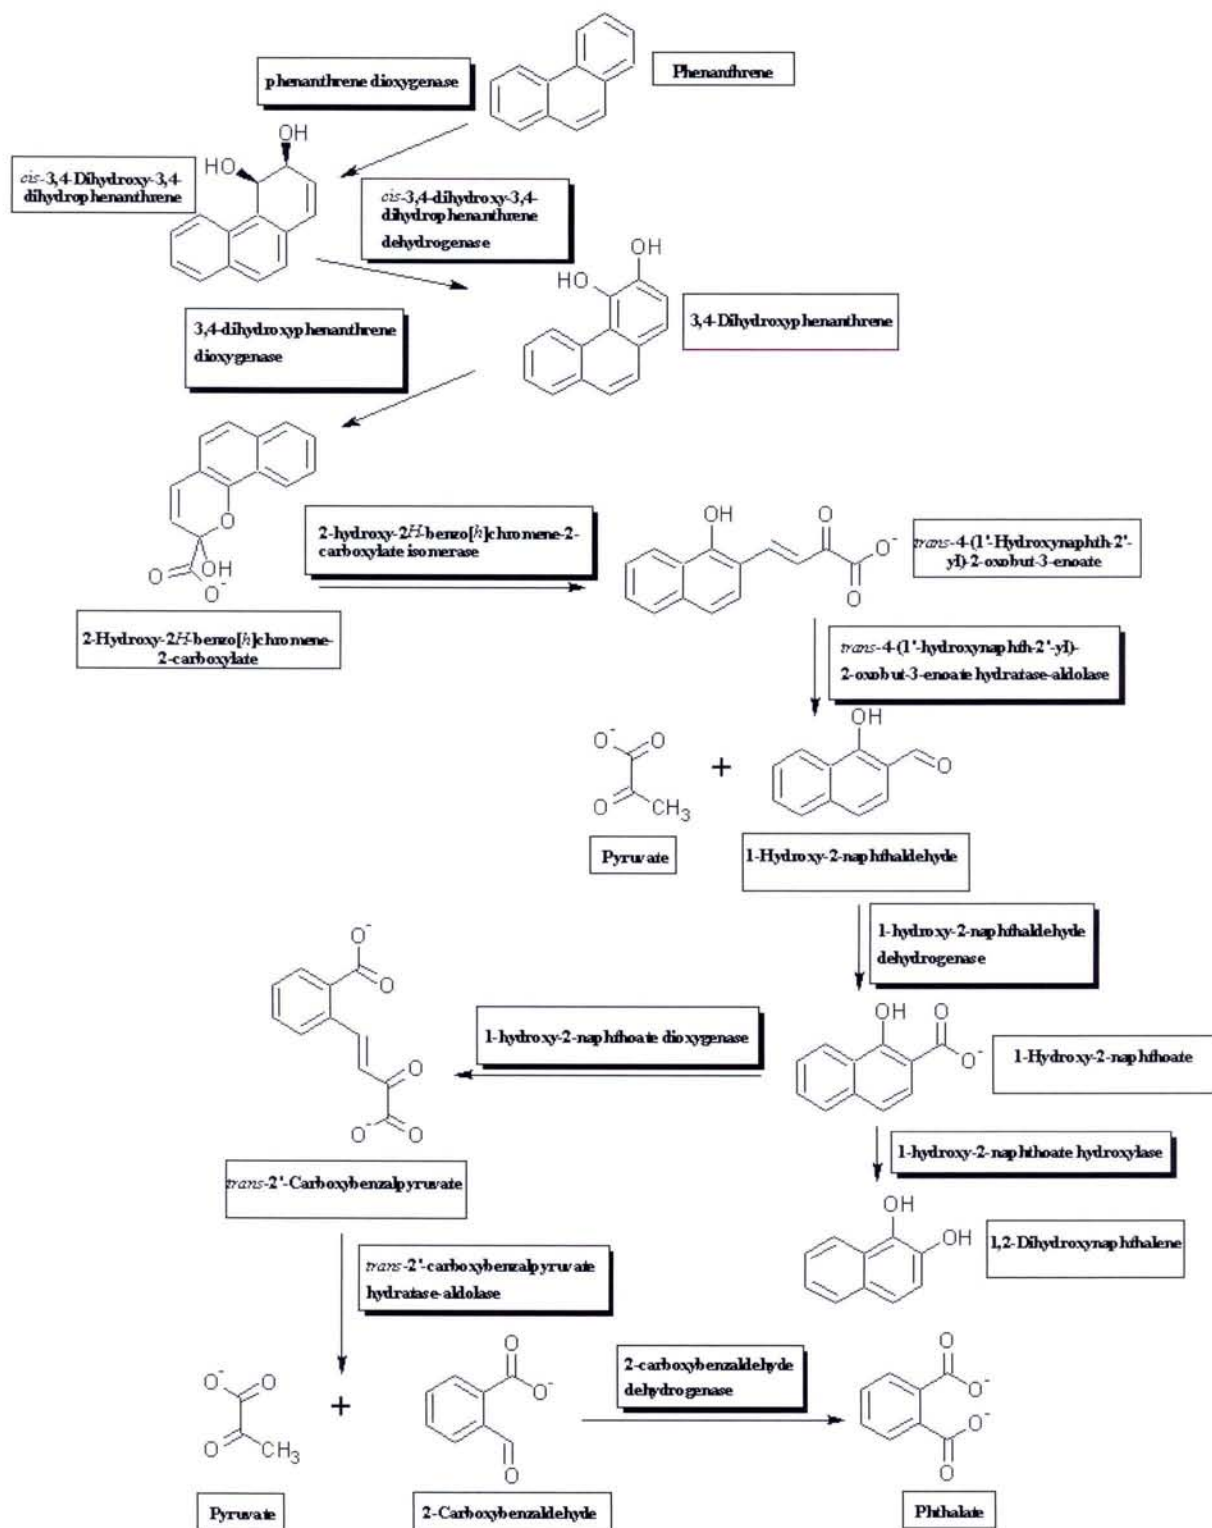 phenanthrene dioxygenase
Phenanthrene
OH
HO
cis-3,4-Dihydroxy-3,4-
dihydrophenanthrene
cis-3,4-dihydroxy-3,4-
dihydrophenanthrene
dehydrogenase
OH
HO
3,4-Dihydroxyphenanthrene
3,4-dihydroxyphenanthrene
dioxygenase
O
OH
O
O-
2-Hydroxy-2H-benzo[h]chromene-
2-carboxylate
2-hydroxy-2H-benzo[h]chromene-2-
carboxylate isomerase
OH
O
O-
O
trans-4-(1'-Hydroxynaphth-2'-
yl)-2-oxobut-3-enoate
trans-4-(1'-hydroxynaphth-2'-yl)-
2-oxobut-3-enoate hydratase-aldolase
O-
O
O
CH3
+
OH
O
Pyruvate
1-Hydroxy-2-naphthaldehyde
1-hydroxy-2-naphthaldehyde
dehydrogenase
O-
O
O
O-
O
1-hydroxy-2-naphthoate dioxygenase
OH
O
O-
1-Hydroxy-2-naphthoate
1-hydroxy-2-naphthoate hydroxylase
trans-2'-Carboxybenzalpyruvate
OH
OH
1,2-Dihydroxynaphthalene
trans-2'-carboxybenzalpyruvate
hydratase-aldolase
O-
O
O
CH3
+
O
O-
O
2-carboxybenzaldehyde
dehydrogenase
O
O-
O-
O
Pyruvate
2-Carboxybenzaldehyde
Phthalate